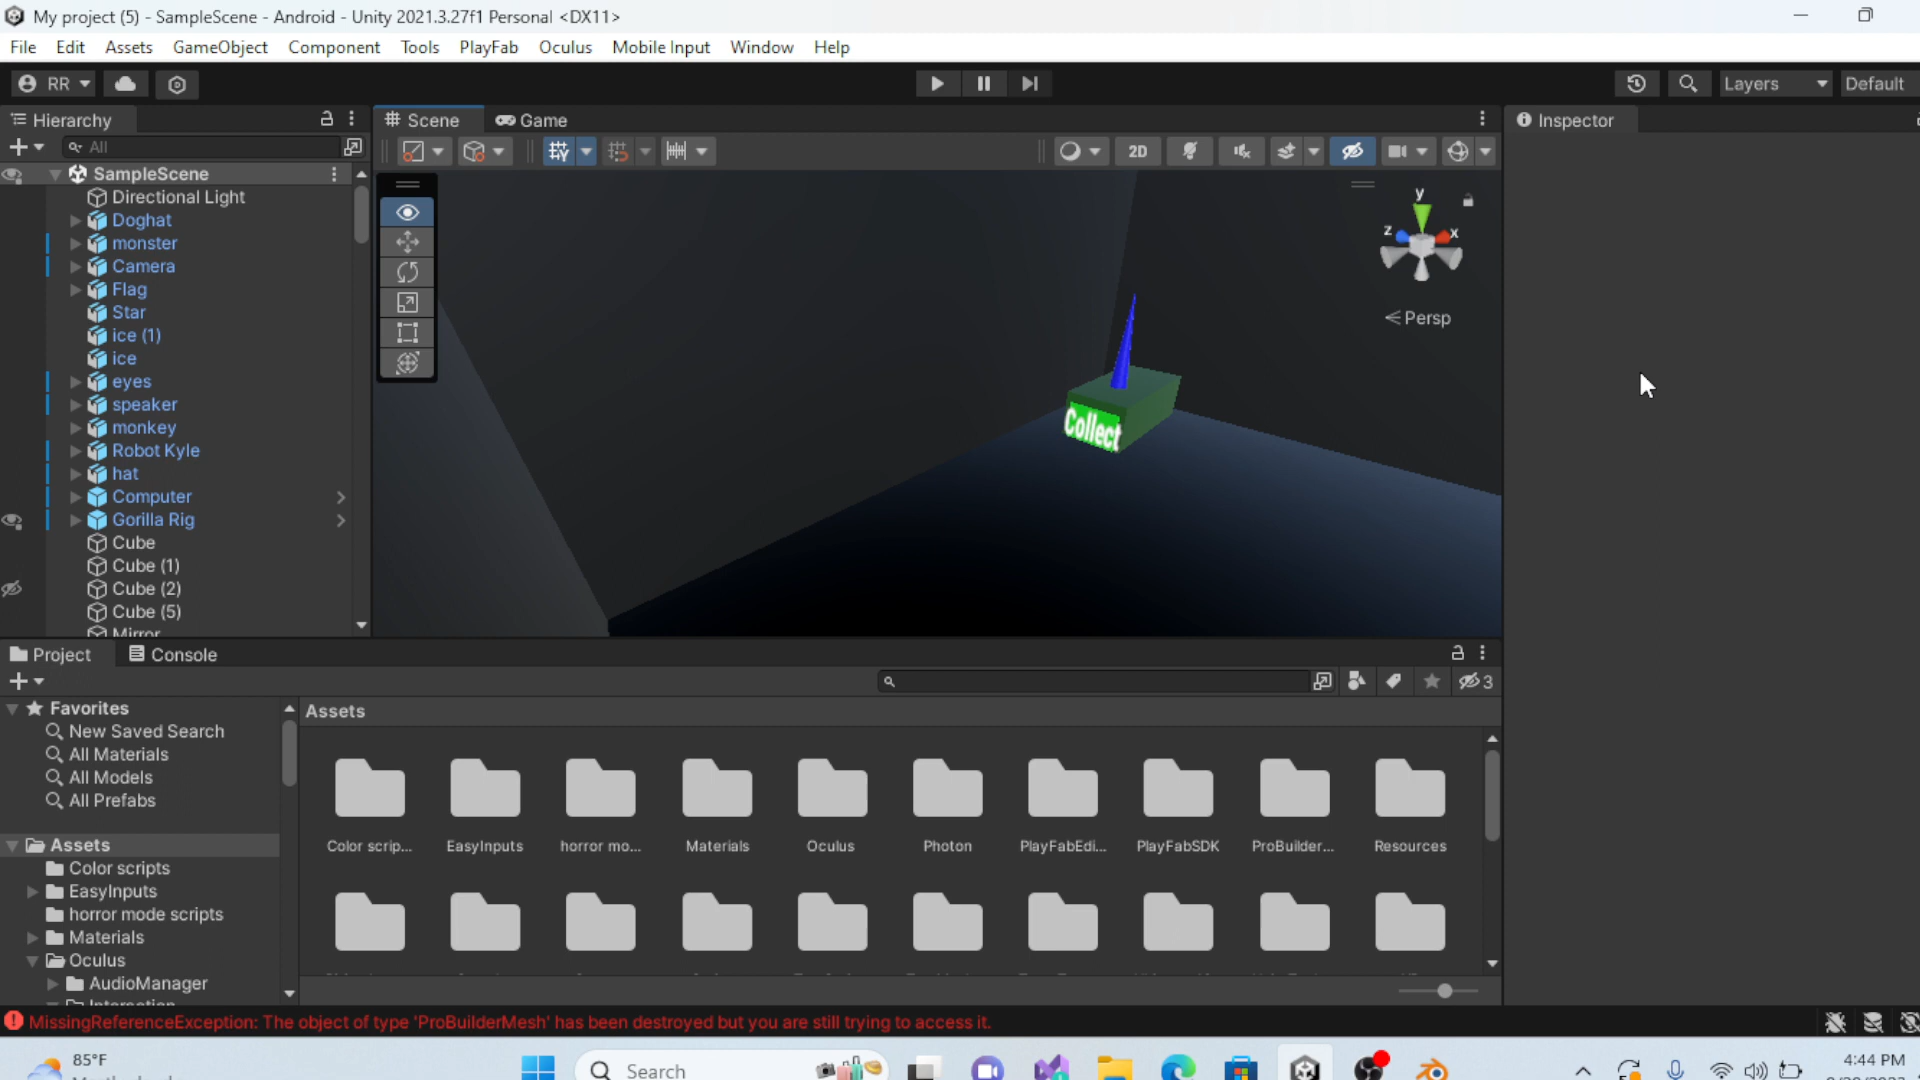 My project (5) - SampleScene - Android - Unity 2021.3.27f1 Personal <DX11>
File Edit Assets GameObject Component Tools PlayFab Oculus Mobile Input Window Help
RR Layers Default
Hierarchy
All
SampleScene
Directional Light
Doghat
monster
Camera
Flag
Star
ice (1)
ice
eyes
speaker
monkey
Robot Kyle
hat
Computer
Gorilla Rig
Cube
Cube (1)
Cube (2)
Cube (5)
Mirror
Scene Game
2D
y
z x
Persp
Collect
Inspector
Project Console
3
Favorites
New Saved Search
All Materials
All Models
All Prefabs
Assets
Color scripts
EasyInputs
horror mode scripts
Materials
Oculus
AudioManager
Interaction
Assets
Color scrip... EasyInputs horror mo... Materials Oculus Photon PlayFabEdi... PlayFabSDK ProBuilder... Resources
MissingReferenceException: The object of type 'ProBuilderMesh' has been destroyed but you are still trying to access it.
85°F
Search
4:44 PM